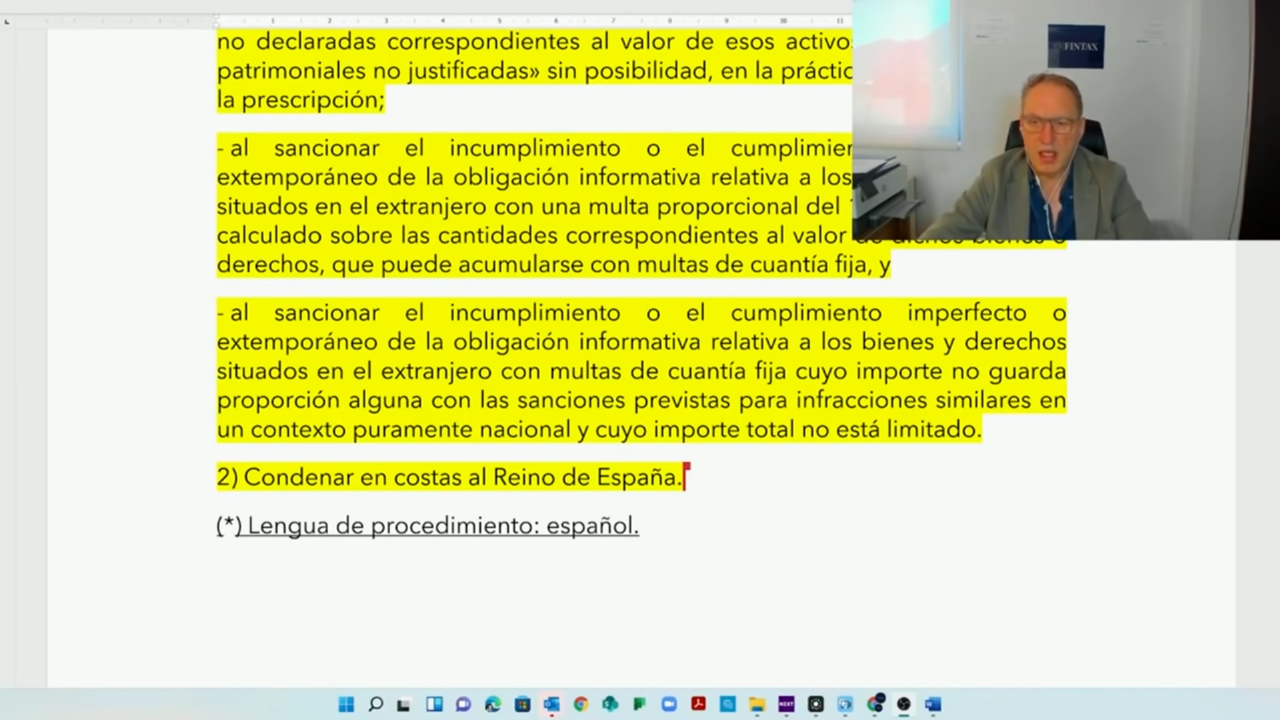 no declaradas correspondientes al valor de esos
patrimoniales no justificadas» sin posibilidad, en la
la prescripción;
- al sancionar el incumplimiento o el
extemporáneo de la obligación informativa relativa a los
situados en el extranjero con una multa proporcional del
calculado sobre las cantidades correspondientes al valor de dichos bienes o
derechos, que puede acumularse con multas de cuantía fija, y
- al sancionar el incumplimiento o el cumplimiento imperfecto o
extemporáneo de la obligación informativa relativa a los bienes y derechos
situados en el extranjero con multas de cuantía fija cuyo importe no guarda
proporción alguna con las sanciones previstas para infracciones similares en
un contexto puramente nacional y cuyo importe total no está limitado.
2) Condenar en costas al Reino de España.
(*) Lengua de procedimiento: español.
FINTAX